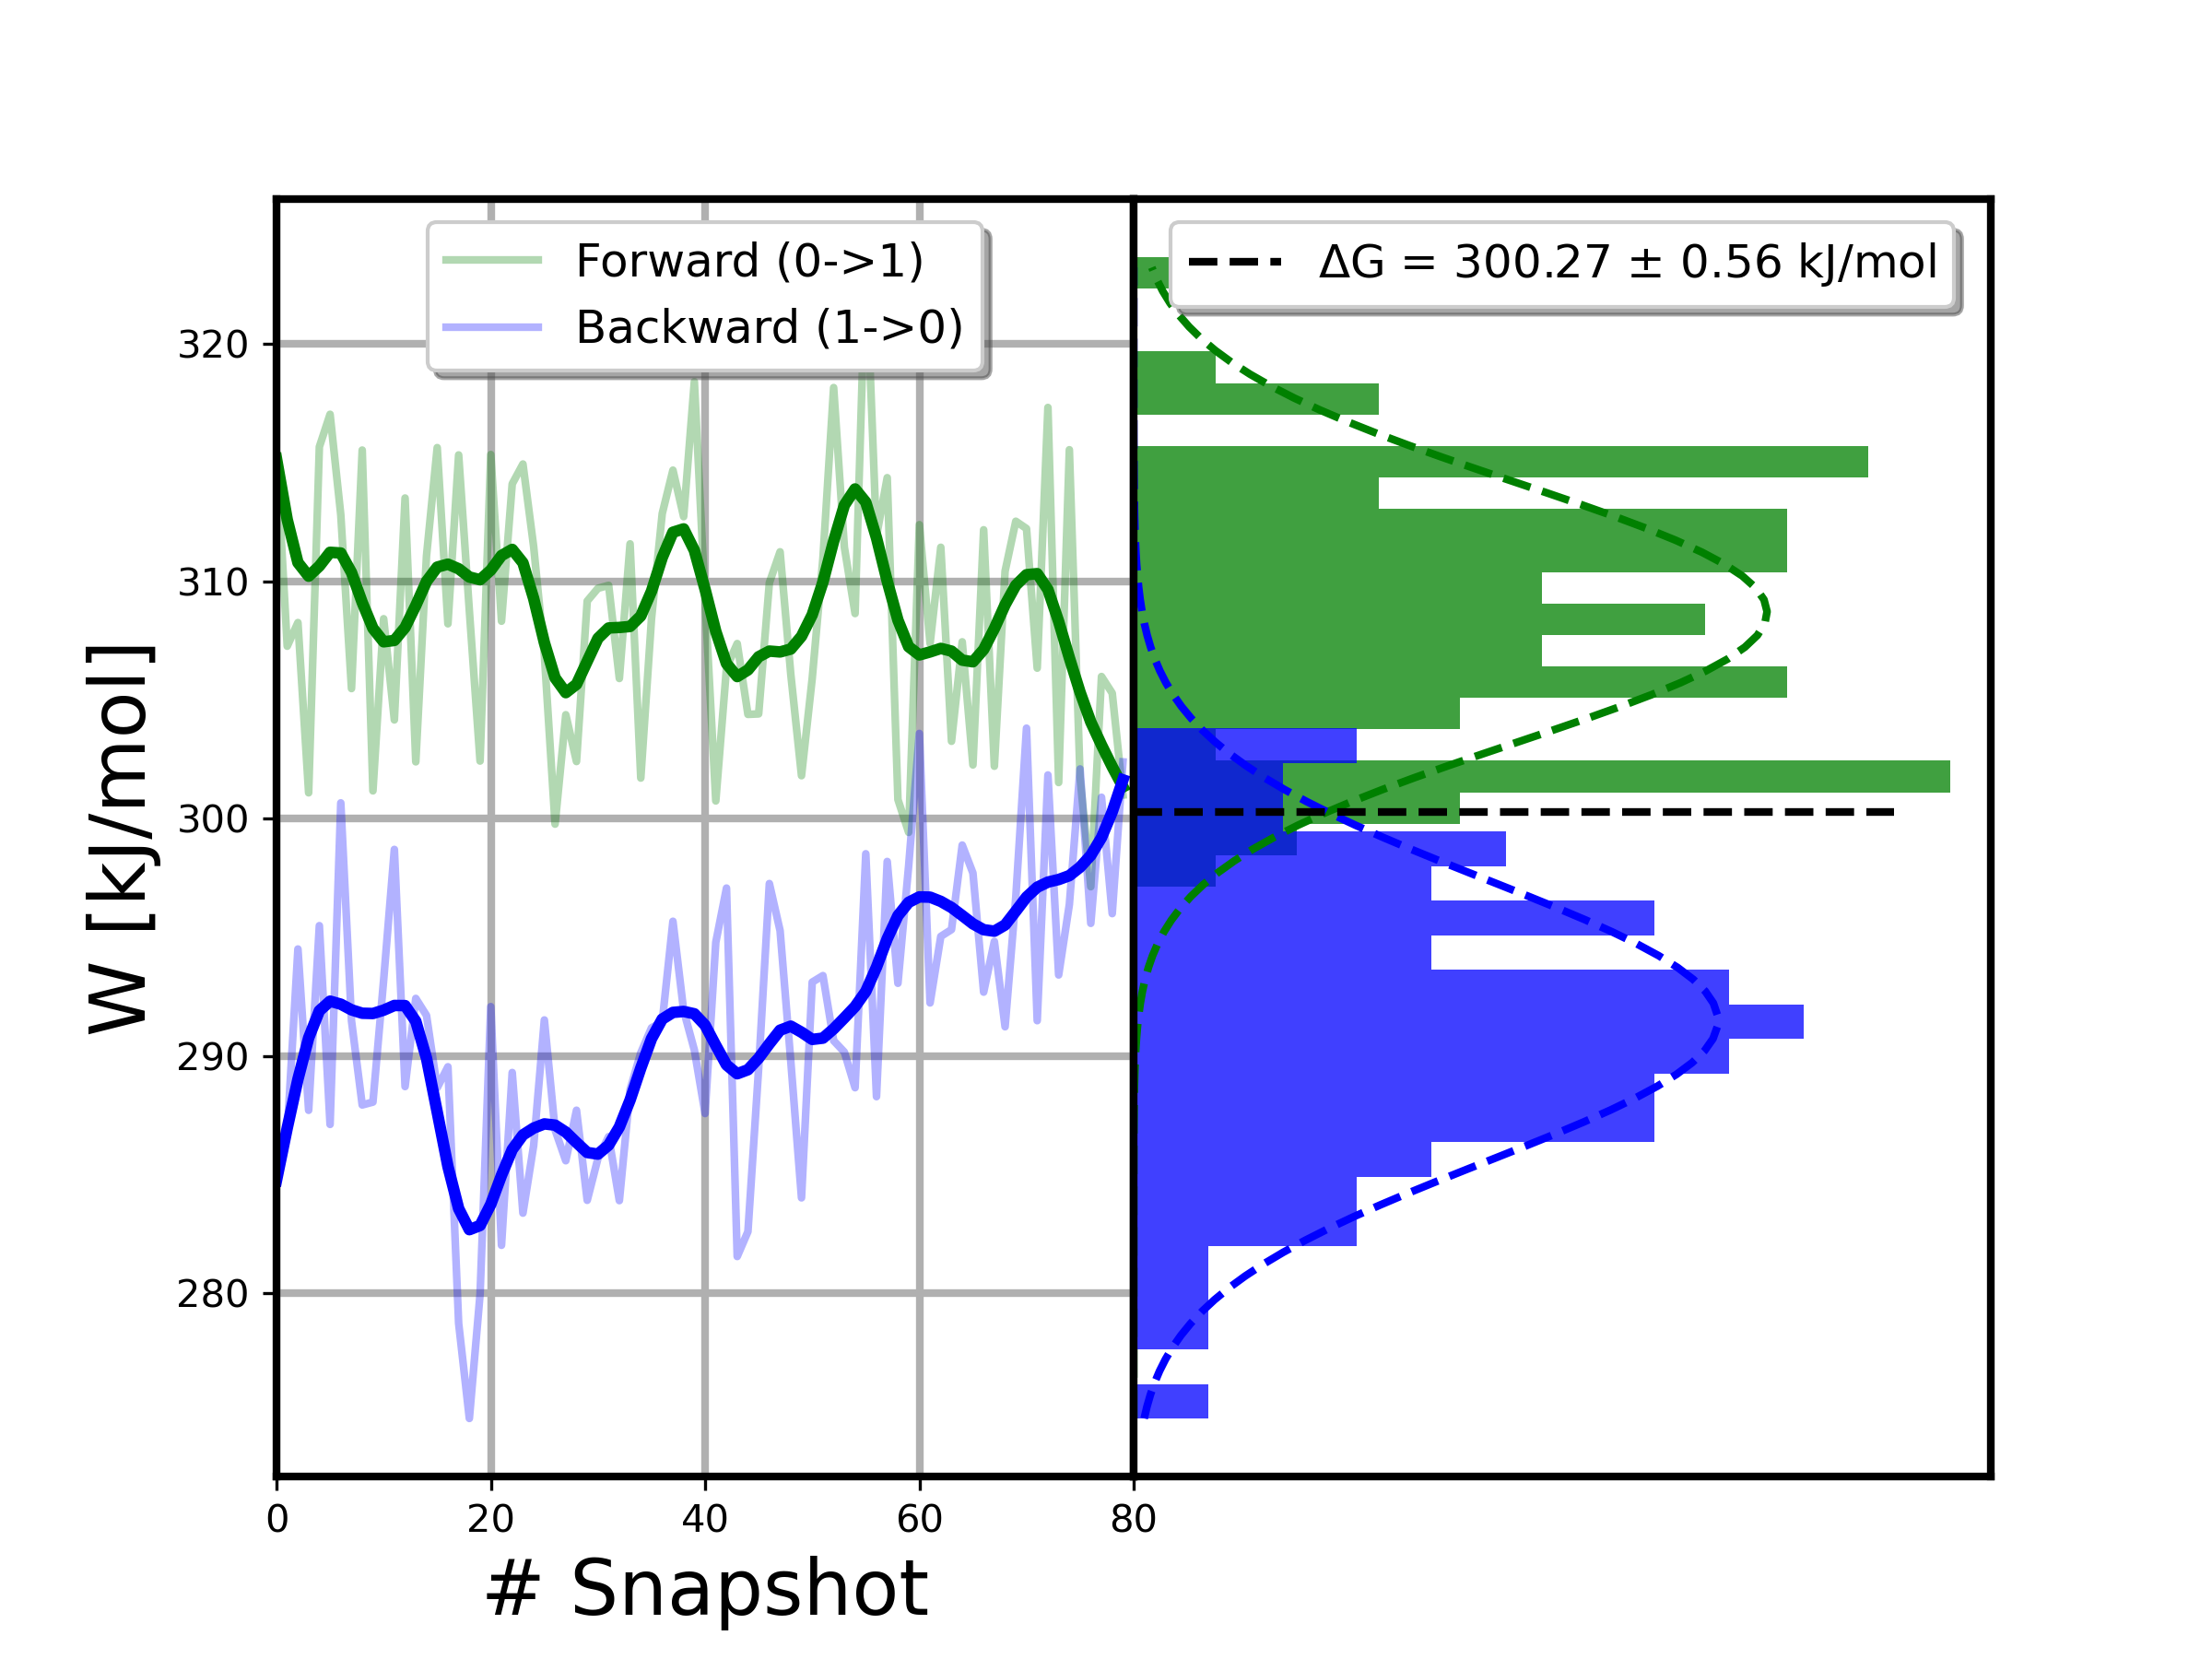 Forward (0->1)
Backward (1->0)
ΔG = 300.27 ± 0.56 kJ/mol
W [kJ/mol]
320
310
300
290
280
0 20 40 60 80
# Snapshot